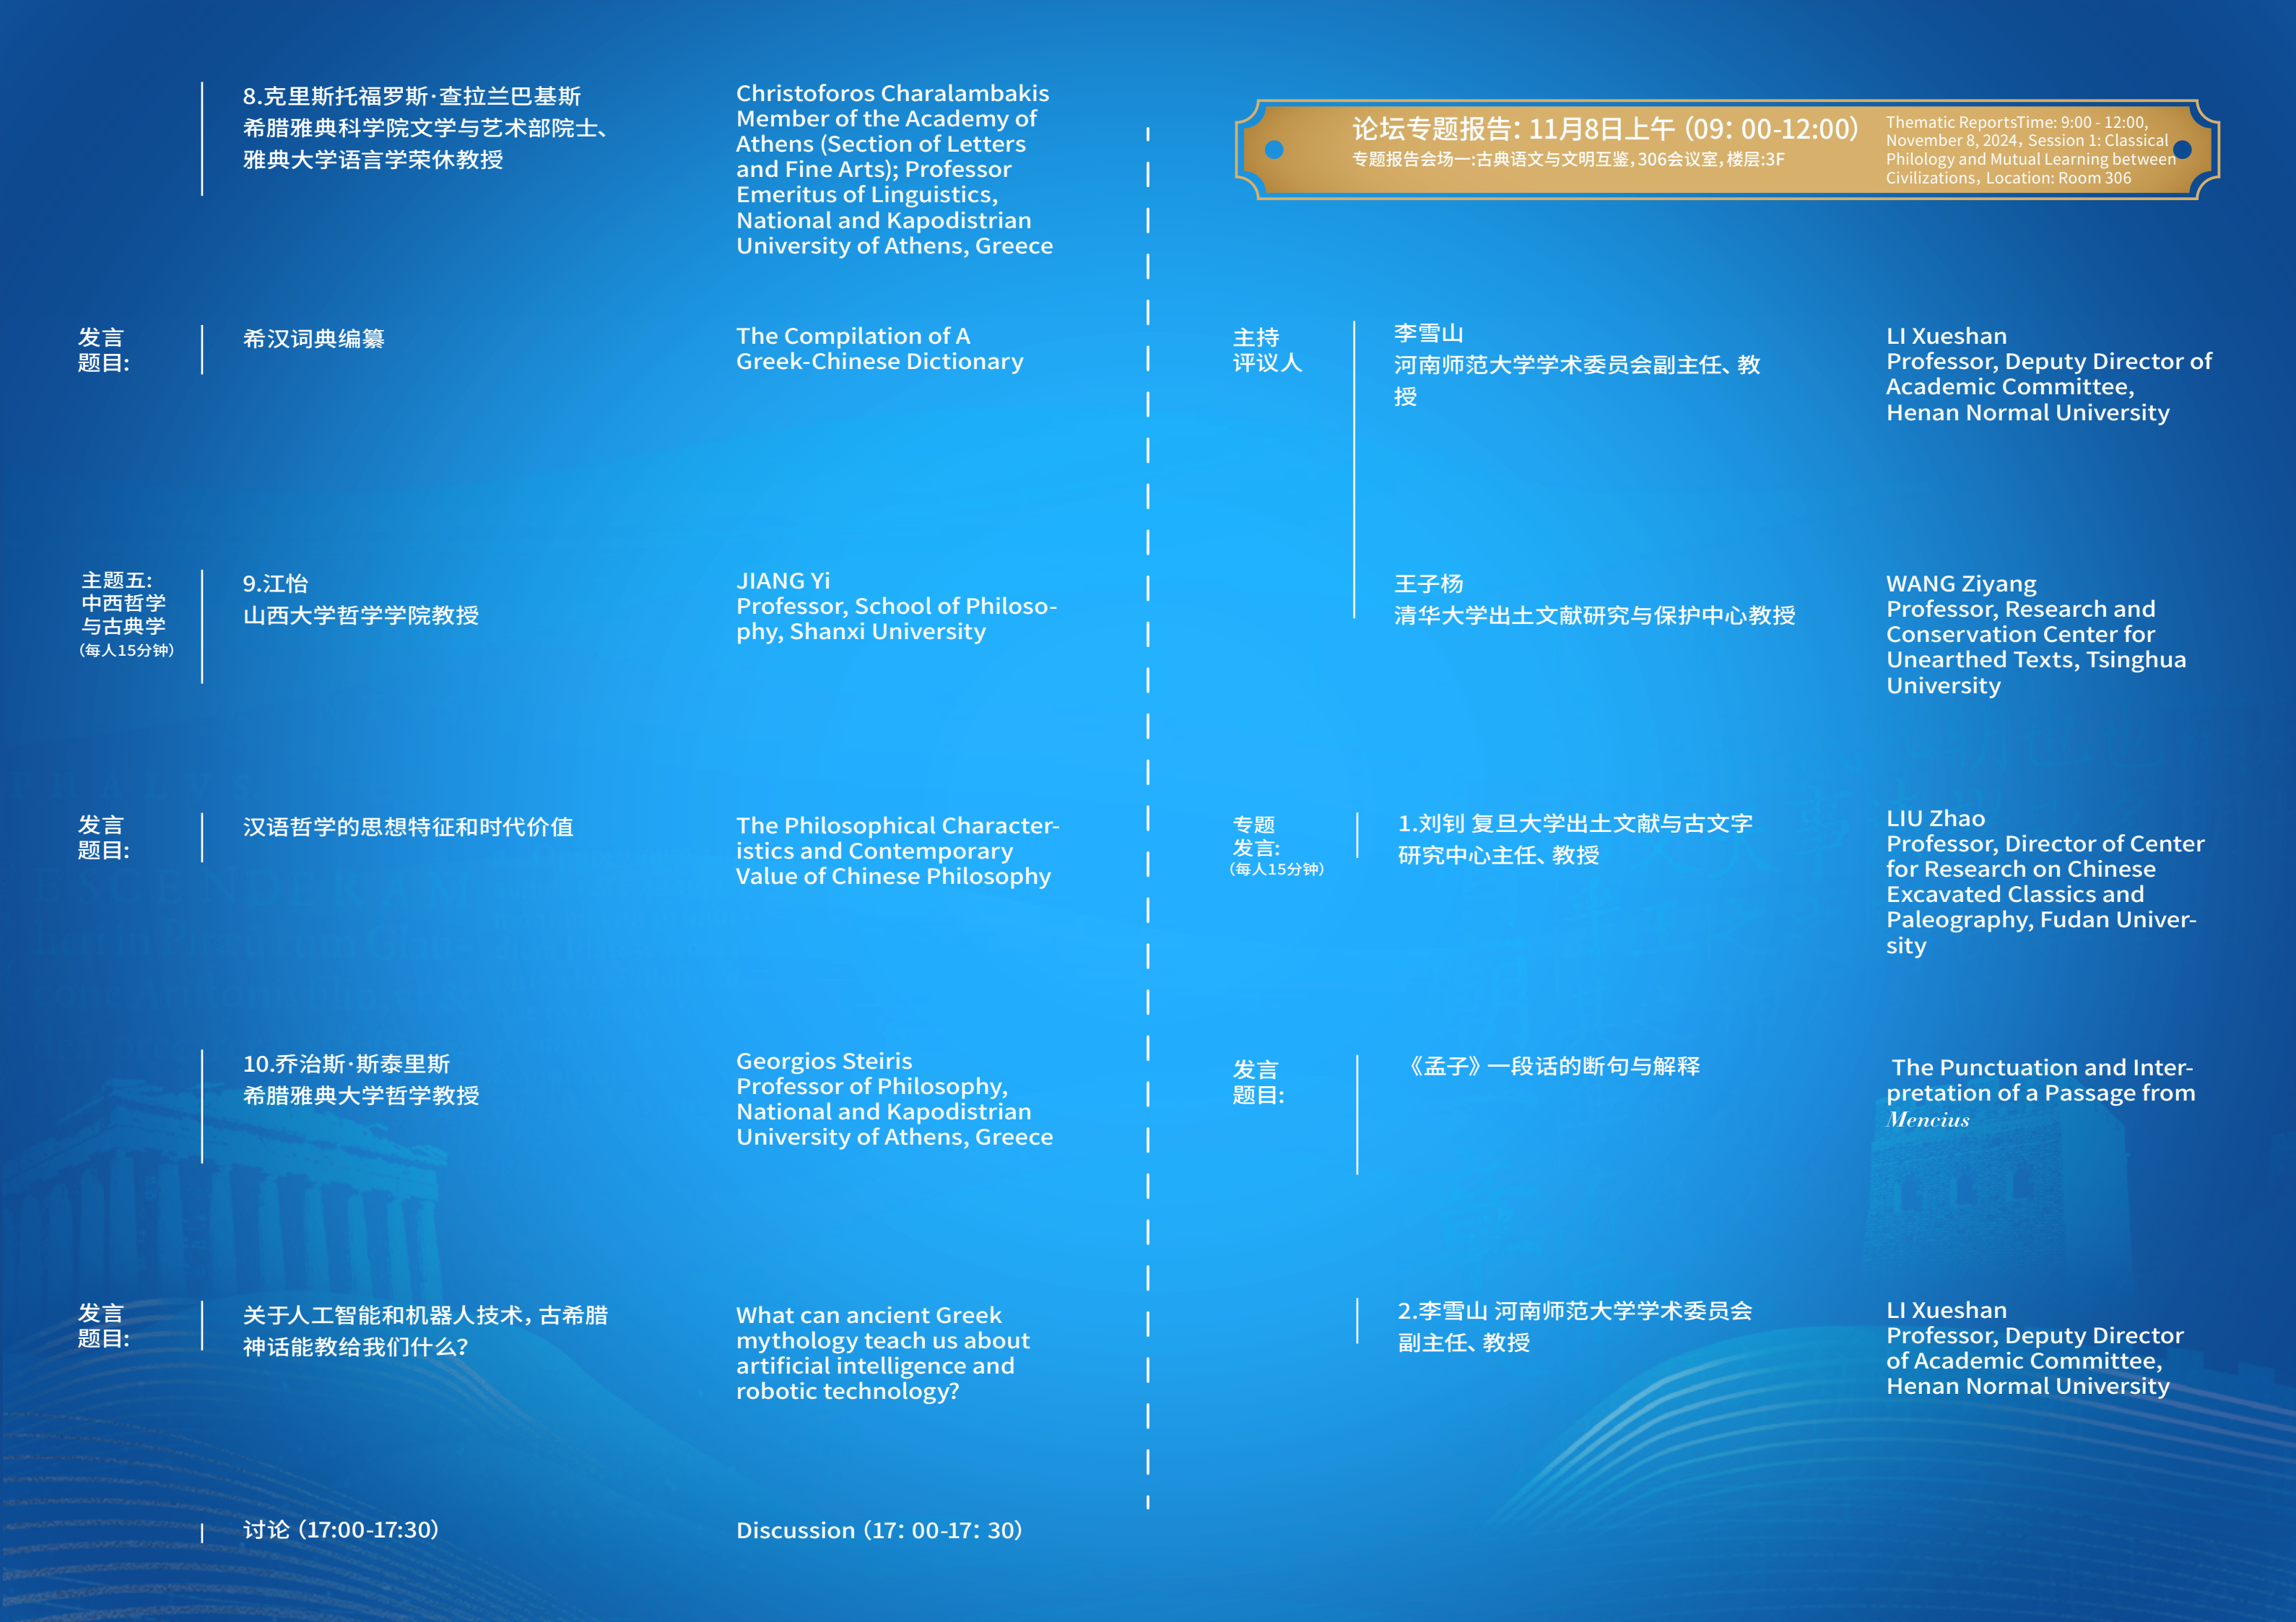 8.克里斯托福罗斯·查拉兰巴基斯
希腊雅典科学院文学与艺术部院士、
雅典大学语言学荣休教授
Christoforos Charalambakis
Member of the Academy of
Athens (Section of Letters
and Fine Arts); Professor
Emeritus of Linguistics,
National and Kapodistrian
University of Athens, Greece
发言
题目:
希汉词典编纂
The Compilation of A
Greek-Chinese Dictionary
主题五:
中西哲学
与古典学
(每人15分钟)
9.江怡
山西大学哲学学院教授
JIANG Yi
Professor, School of Philoso-
phy, Shanxi University
发言
题目:
汉语哲学的思想特征和时代价值
The Philosophical Character-
istics and Contemporary
Value of Chinese Philosophy
10.乔治斯·斯泰里斯
希腊雅典大学哲学教授
Georgios Steiris
Professor of Philosophy,
National and Kapodistrian
University of Athens, Greece
发言
题目:
关于人工智能和机器人技术，古希腊
神话能教给我们什么？
What can ancient Greek
mythology teach us about
artificial intelligence and
robotic technology?
讨论（17:00-17:30）
Discussion（17：00-17：30）
论坛专题报告：11月8日上午（09：00-12:00）
专题报告会场一:古典语文与文明互鉴，306会议室，楼层:3F
Thematic ReportsTime: 9:00 - 12:00,
November 8, 2024，Session 1: Classical
Philology and Mutual Learning between
Civilizations，Location: Room 306
主持
评议人
李雪山
河南师范大学学术委员会副主任、教
授
LI Xueshan
Professor, Deputy Director of
Academic Committee,
Henan Normal University
王子杨
清华大学出土文献研究与保护中心教授
WANG Ziyang
Professor, Research and
Conservation Center for
Unearthed Texts, Tsinghua
University
专题
发言:
(每人15分钟)
1.刘钊 复旦大学出土文献与古文字
研究中心主任、教授
LIU Zhao
Professor, Director of Center
for Research on Chinese
Excavated Classics and
Paleography, Fudan Univer-
sity
发言
题目:
《孟子》一段话的断句与解释
The Punctuation and Inter-
pretation of a Passage from
Mencius
2.李雪山 河南师范大学学术委员会
副主任、教授
LI Xueshan
Professor, Deputy Director
of Academic Committee,
Henan Normal University